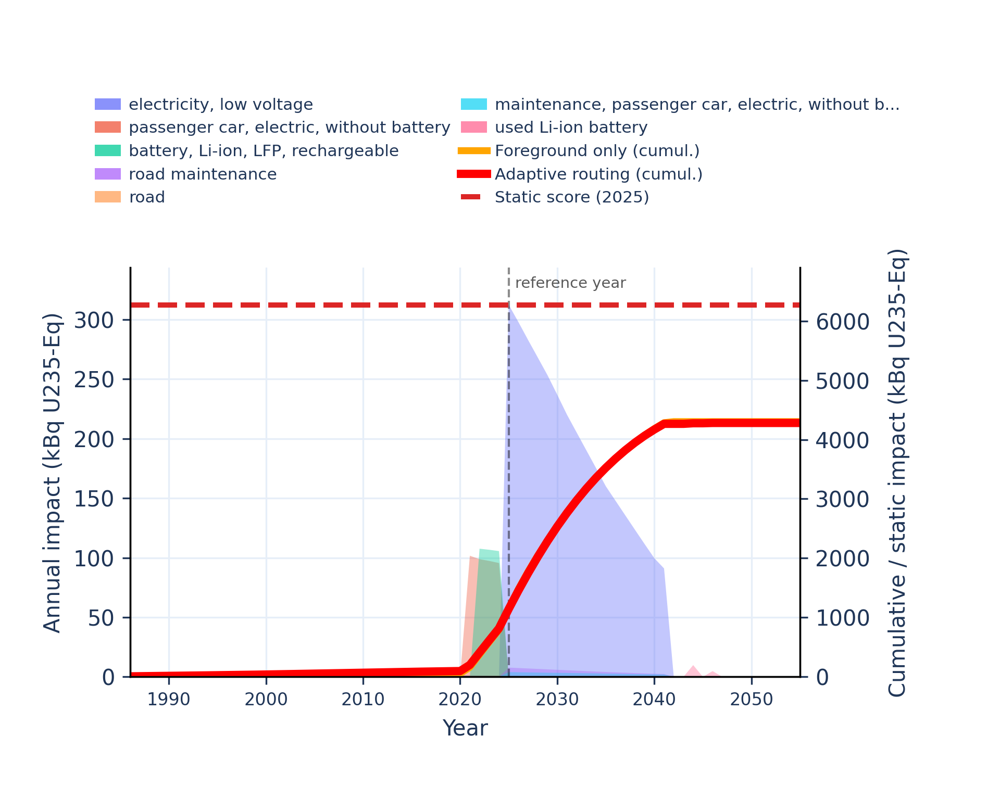 electricity, low voltage
passenger car, electric, without battery
battery, Li-ion, LFP, rechargeable
road maintenance
road
maintenance, passenger car, electric, without b...
used Li-ion battery
Foreground only (cumul.)
Adaptive routing (cumul.)
Static score (2025)
reference year
Annual impact (kBq U235-Eq)
300
250
200
150
100
50
0
6000
5000
4000
3000
2000
1000
0
Cumulative / static impact (kBq U235-Eq)
1990 2000 2010 2020 2030 2040 2050
Year